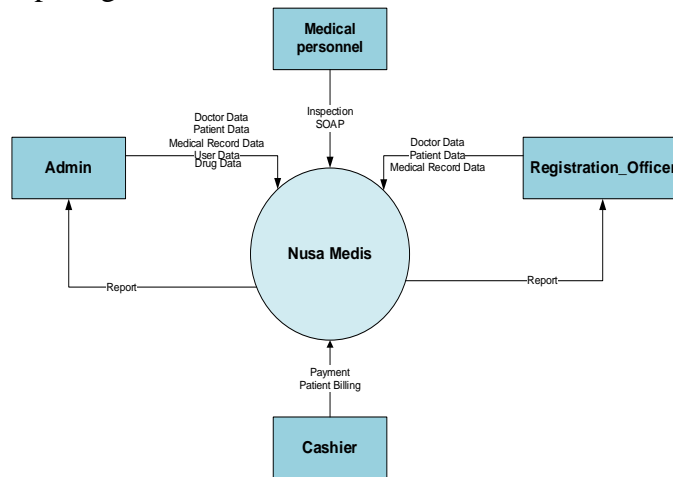 Medical
personnel
Inspection
SOAP
Doctor Data
Patient Data
Medical Record Data
User Data
Drug Data
Admin
Doctor Data
Patient Data
Medical Record Data
Registration_Officer
Nusa Medis
Report
Report
Payment
Patient Billing
Cashier